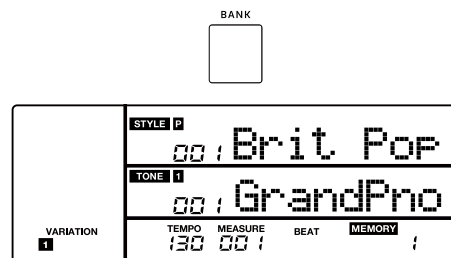 BANK
STYLE P
001 Brit Pop
TONE 1
001 GrandPno
VARIATION TEMPO MEASURE BEAT MEMORY
1 130 001 1